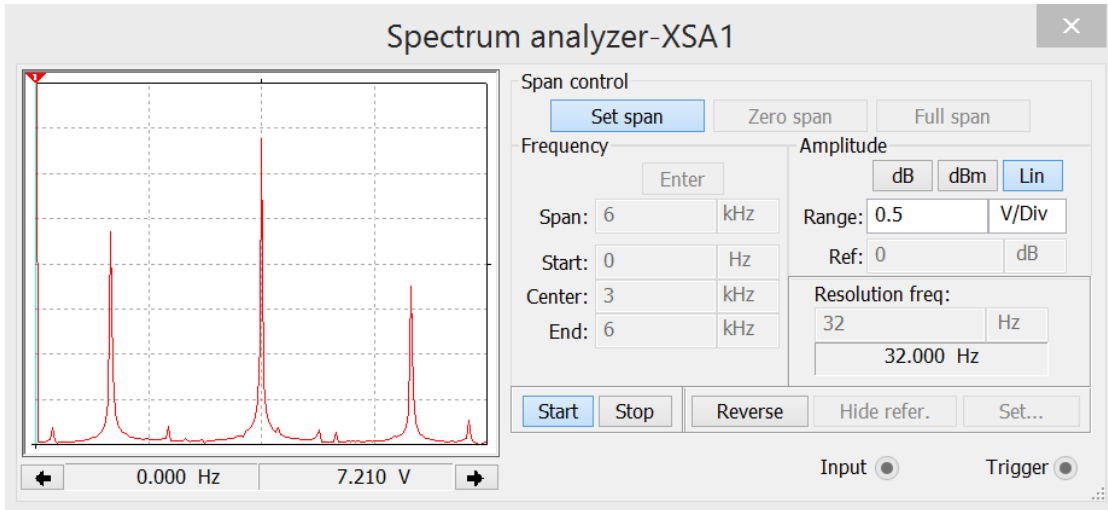 Spectrum analyzer-XSA1
×
1
Span control
Set span Zero span Full span
Frequency
Enter
Span: 6 kHz
Start: 0 Hz
Center: 3 kHz
End: 6 kHz
Amplitude
dB dBm Lin
Range: 0.5 V/Div
Ref: 0 dB
Resolution freq:
32 Hz
32.000 Hz
Start Stop Reverse Hide refer. Set...
0.000 Hz 7.210 V
Input Trigger